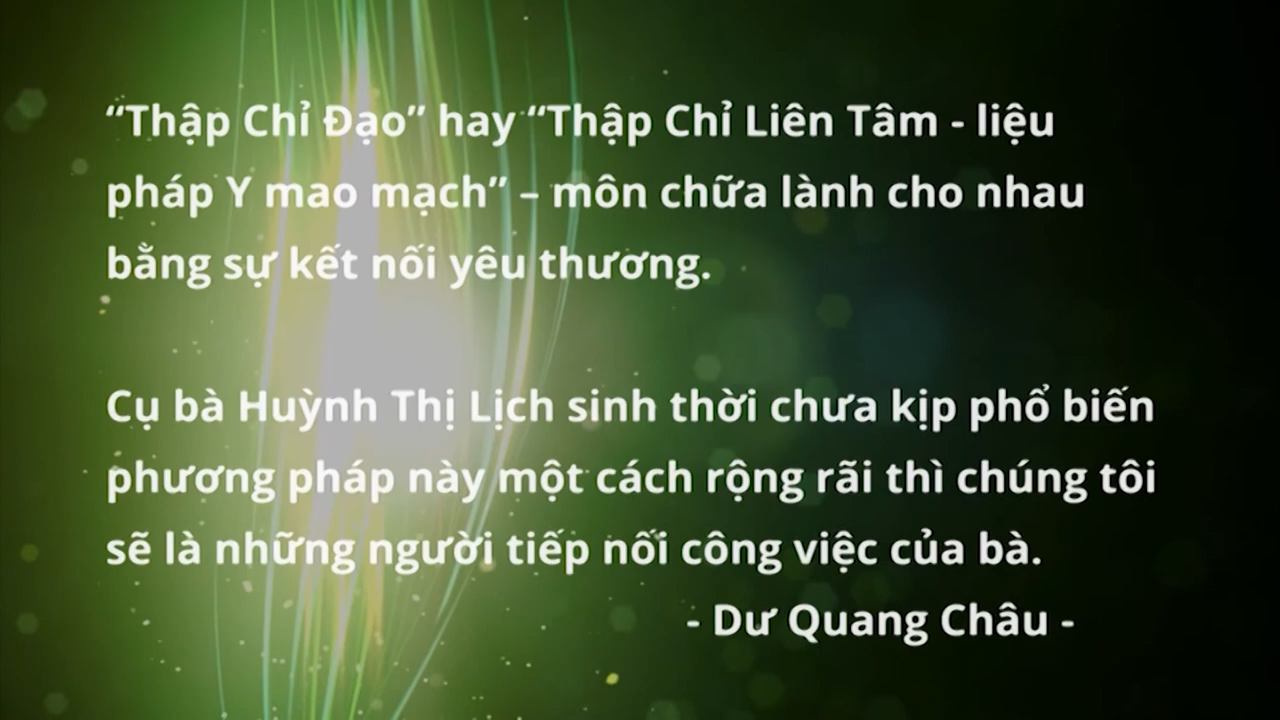 “Thập Chỉ Đạo” hay “Thập Chỉ Liên Tâm - liệu
pháp Y mao mạch” – môn chữa lành cho nhau
bằng sự kết nối yêu thương.
Cụ bà Huỳnh Thị Lịch sinh thời chưa kịp phổ biến
phương pháp này một cách rộng rãi thì chúng tôi
sẽ là những người tiếp nối công việc của bà.
- Dư Quang Châu -